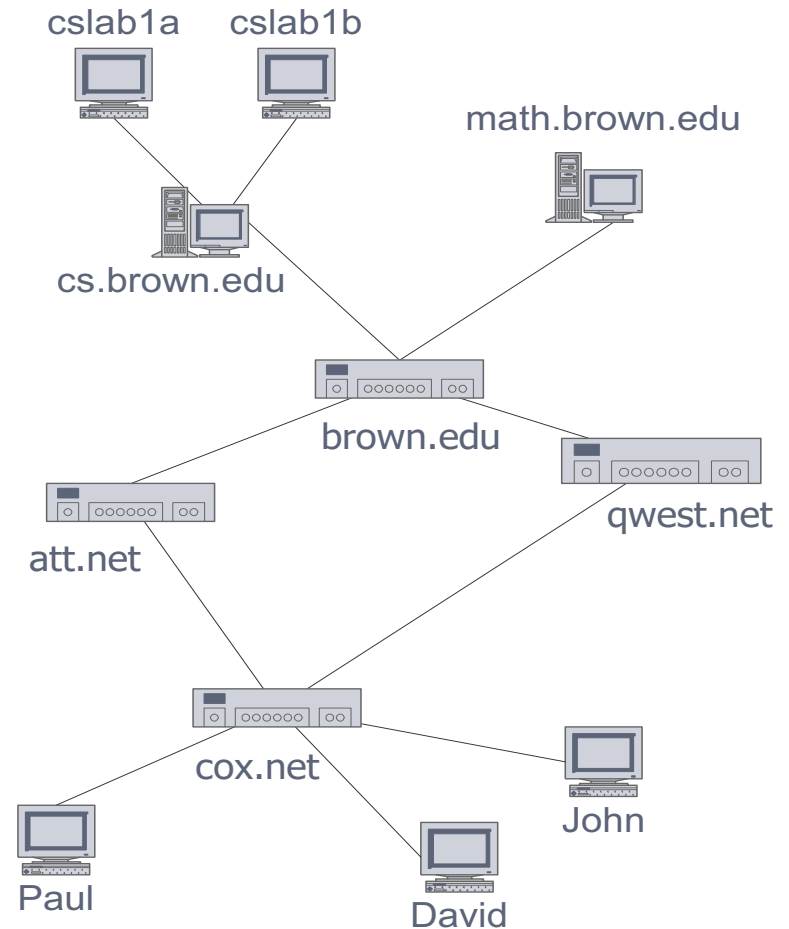 cslab1a
cslab1b
math.brown.edu
cs.brown.edu
brown.edu
qwest.net
att.net
cox.net
John
Paul
David